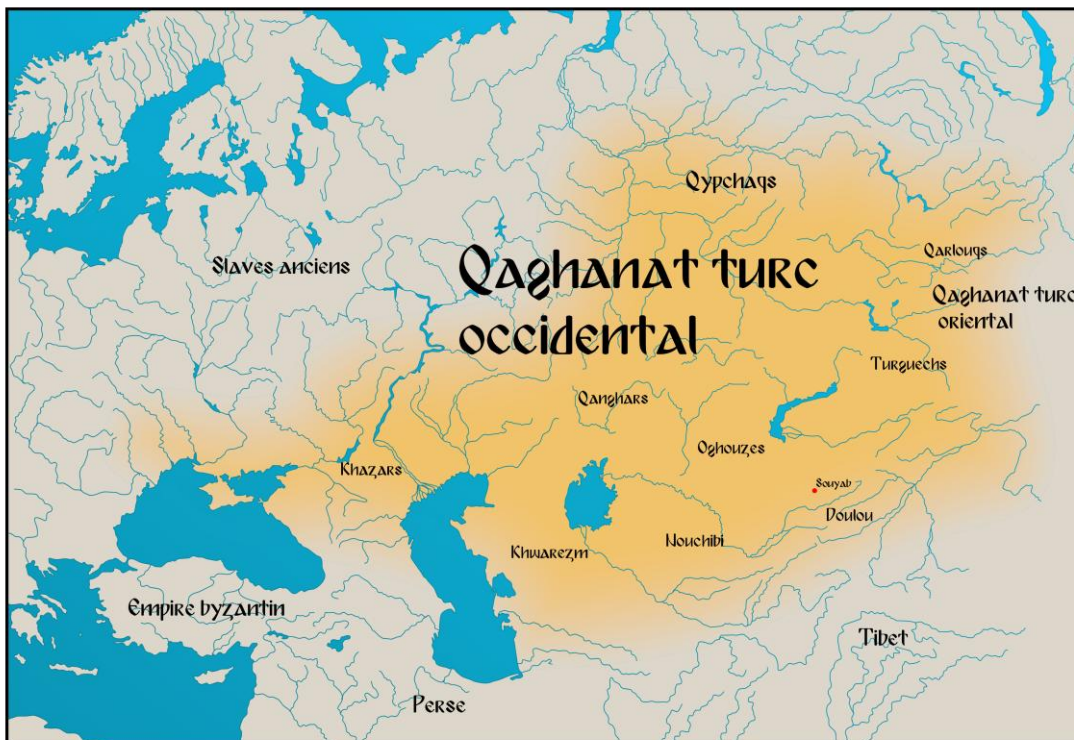 Qypchaqs
Qarlouqs
Slaves anciens
Qaghanat turc
occidental
Qaghanat turc
oriental
Turguechs
Qanghars
Oghouzes
Khazars
Souyab
Doulou
Nouchibi
Khwarezm
Empire byzantin
Tibet
Perse